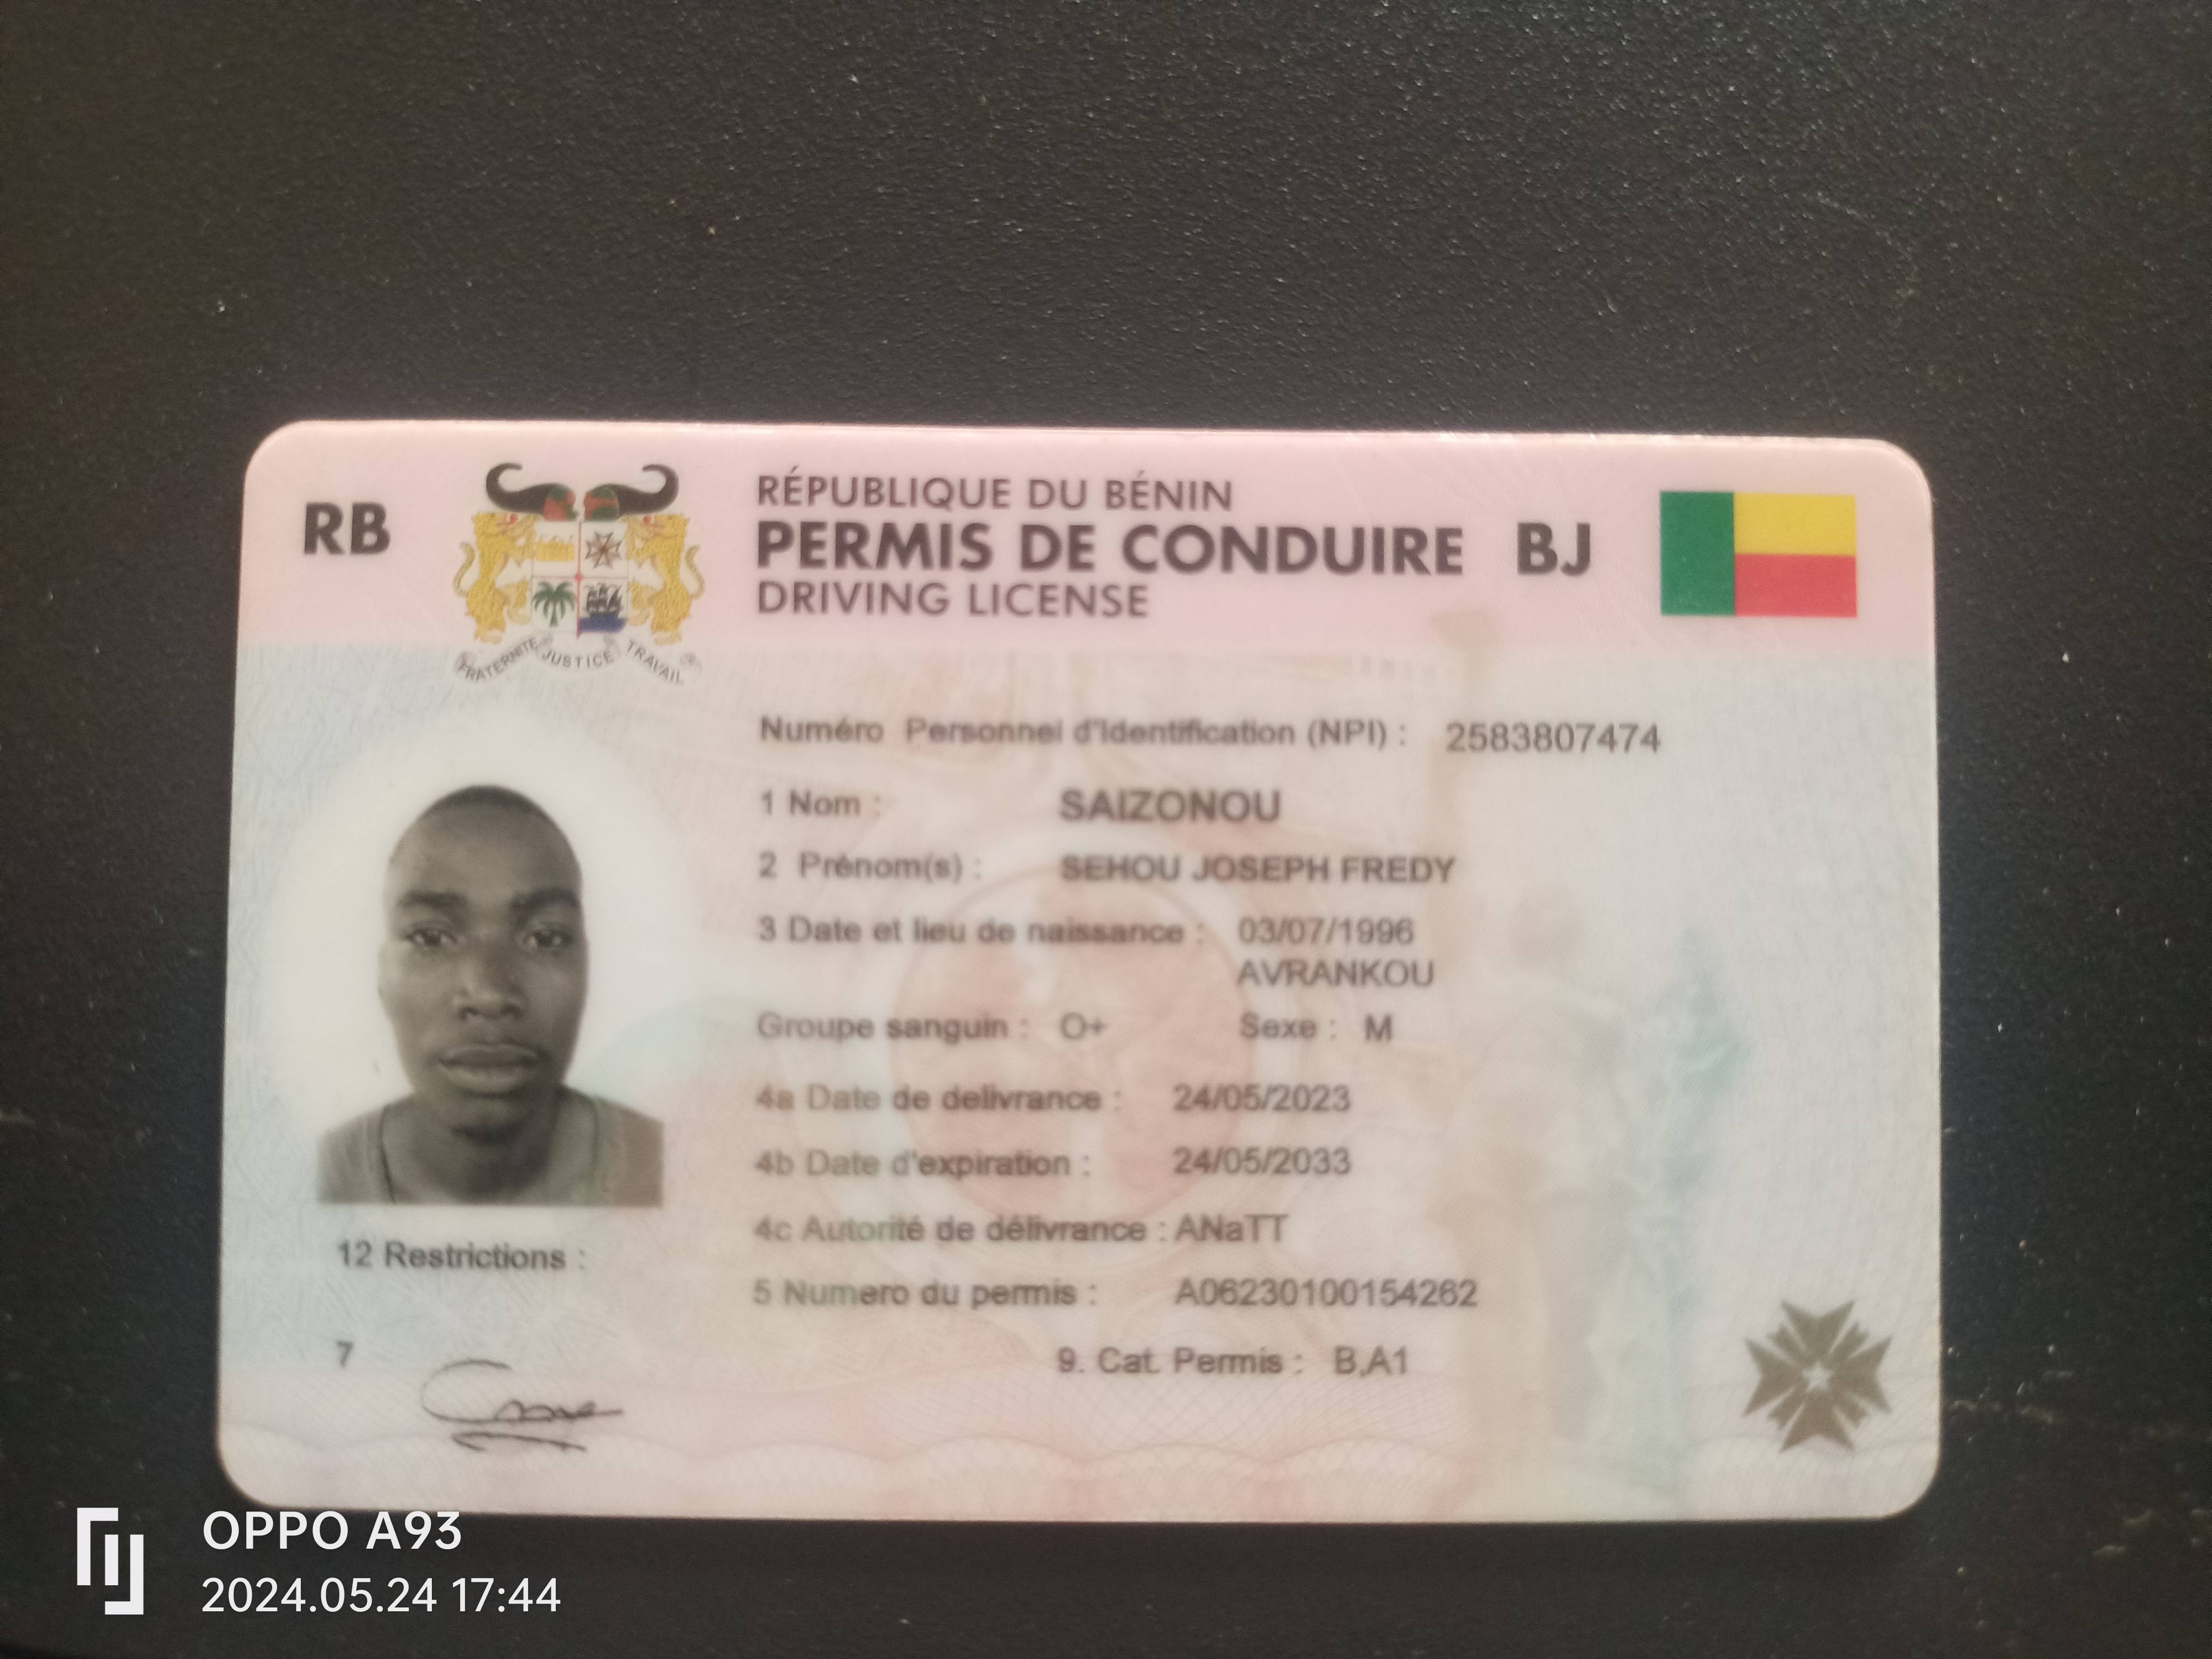 RB
RÉPUBLIQUE DU BÉNIN
PERMIS DE CONDUIRE BJ
DRIVING LICENSE
FRATERNITE JUSTICE TRAVAIL
Numéro Personnel d'Identification (NPI) : 2583807474
1 Nom : SAIZONOU
2 Prénom(s) : SEHOU JOSEPH FREDY
3 Date et lieu de naissance : 03/07/1996
AVRANKOU
Groupe sanguin : O+ Sexe : M
4a Date de delivrance : 24/05/2023
4b Date d'expiration : 24/05/2033
4c Autorité de délivrance : ANaTT
12 Restrictions :
5 Numero du permis : A06230100154262
7
9. Cat. Permis : B,A1
OPPO A93
2024.05.24 17:44